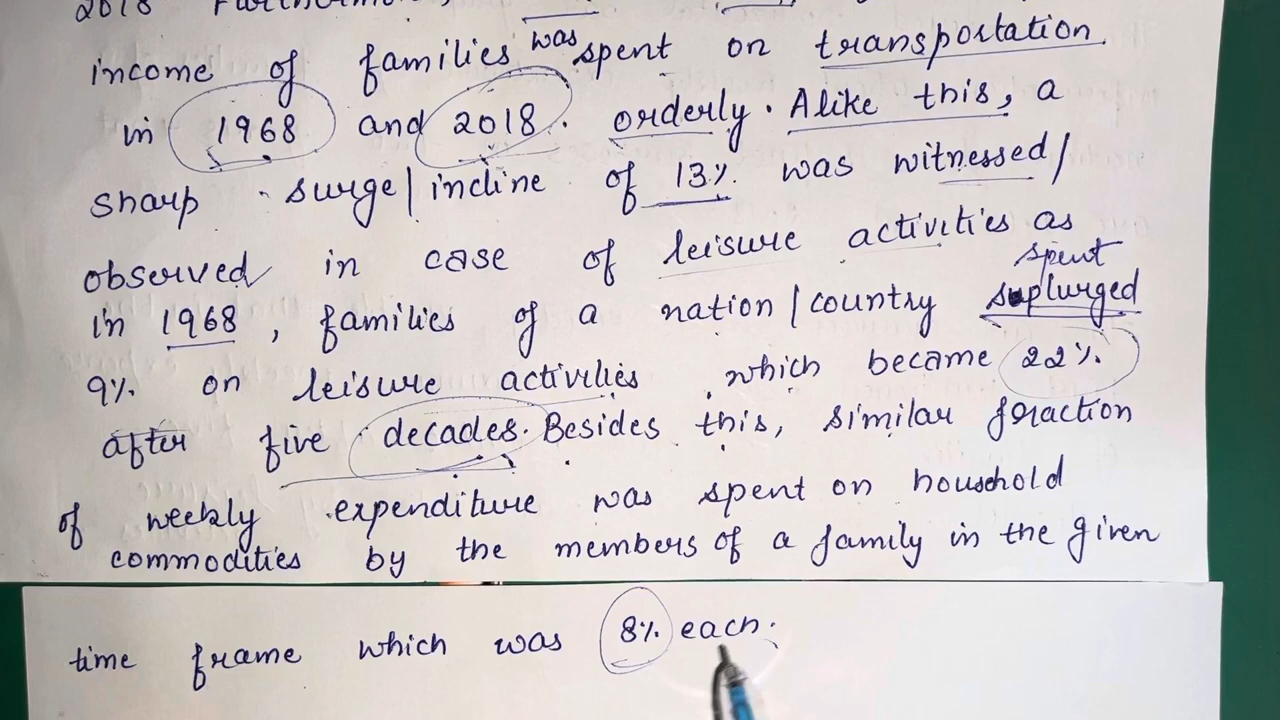 2018
income of families was spent on transportation
in 1968 and 2018. orderly. Alike this, a
sharp surge/incline of 13% was witnessed/
observed in case of leisure activities as
spent
in 1968, families of a nation/country suplurged
9% on leisure activities which became 22%.
after five decades. Besides this, similar fraction
of weekly expenditure was spent on household
commodities by the members of a family in the given
time frame which was 8% each.